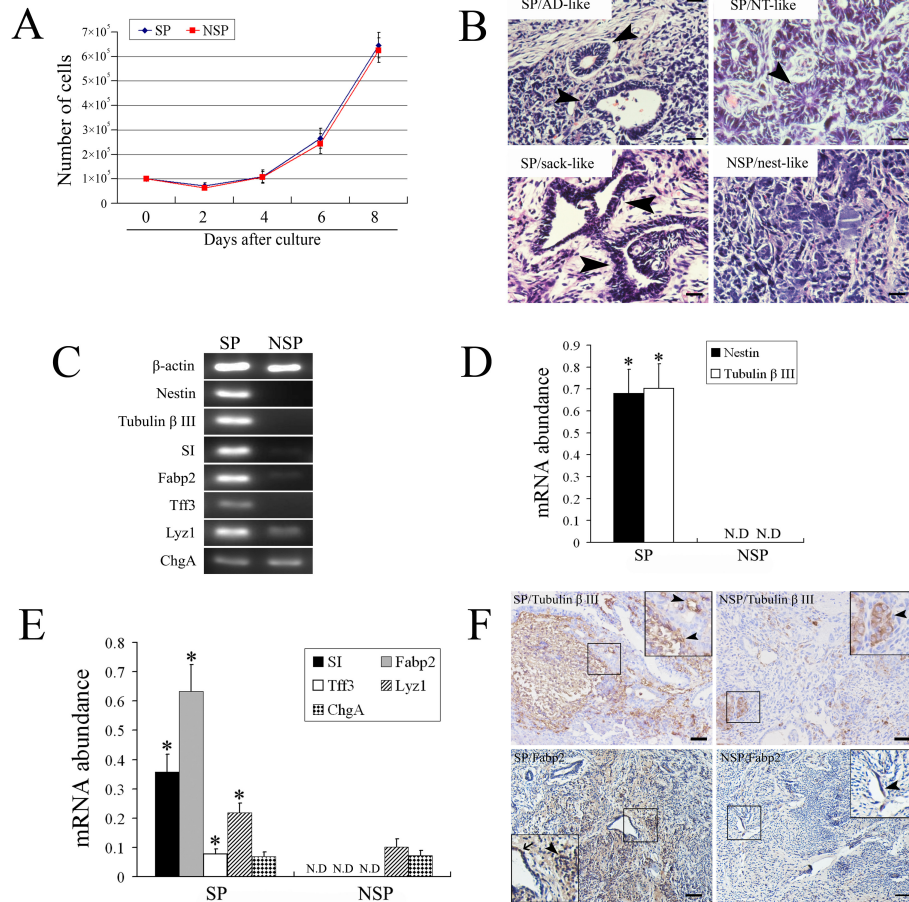 A
SP NSP
Number of cells
7×10⁵
6×10⁵
5×10⁵
4×10⁵
3×10⁵
2×10⁵
1×10⁵
0
0 2 4 6 8
Days after culture
B
SP/AD-like
SP/NT-like
SP/sack-like
NSP/nest-like
C
SP NSP
β-actin
Nestin
Tubulin β III
SI
Fabp2
Tff3
Lyz1
ChgA
D
mRNA abundance
0.9
0.8
0.7
0.6
0.5
0.4
0.3
0.2
0.1
0
* *
Nestin
Tubulin β III
N.D N.D
SP NSP
E
mRNA abundance
0.8
0.7
0.6
0.5
0.4
0.3
0.2
0.1
0
* * * *
SI Fabp2
Tff3 Lyz1
ChgA
N.D N.D N.D
SP NSP
F
SP/Tubulin β III
NSP/Tubulin β III
SP/Fabp2
NSP/Fabp2